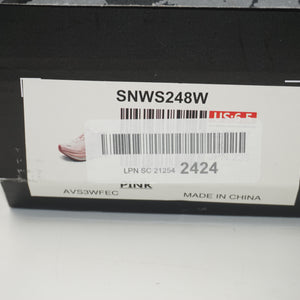 SNWS248W
US:6.5
LPN SC 21254 2424
PINK
AVS3WFEC MADE IN CHINA